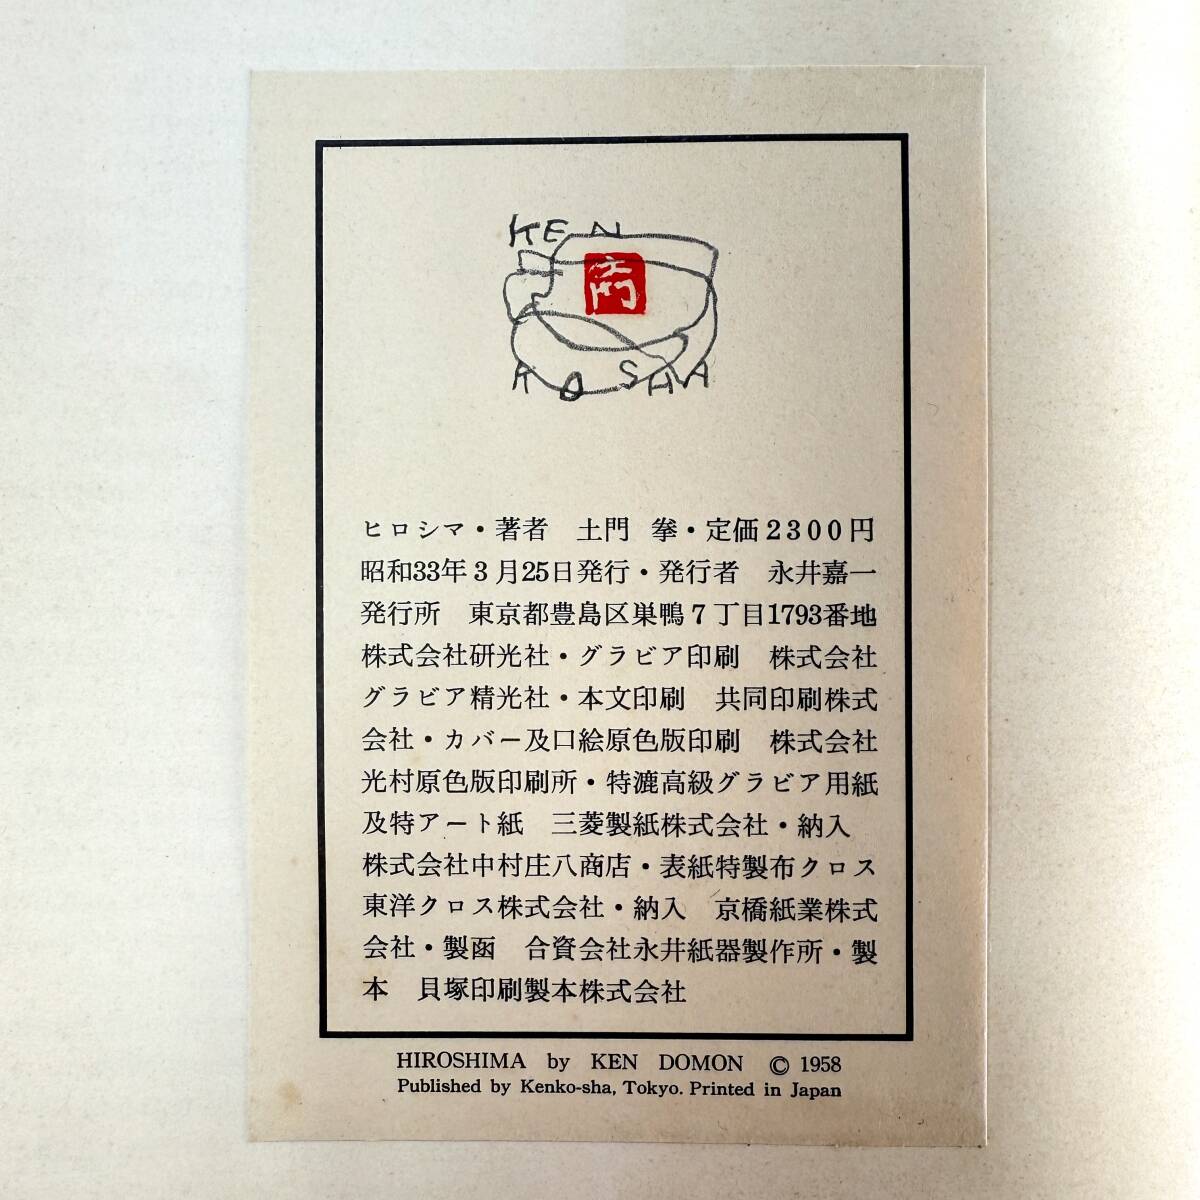 KEN
土門
KOSHA
ヒロシマ・著者 土門 拳・定価2300円
昭和33年3月25日発行・発行者 永井嘉一
発行所 東京都豊島区巣鴨7丁目1793番地
株式会社研光社・グラビア印刷 株式会社
グラビア精光社・本文印刷 共同印刷株式
会社・カバー及口絵原色版印刷 株式会社
光村原色版印刷所・特漉高級グラビア用紙
及特アート紙 三菱製紙株式会社・納入
株式会社中村庄八商店・表紙特製布クロス
東洋クロス株式会社・納入 京橋紙業株式
会社・製函 合資会社永井紙器製作所・製
本 貝塚印刷製本株式会社
HIROSHIMA by KEN DOMON © 1958
Published by Kenko-sha, Tokyo. Printed in Japan